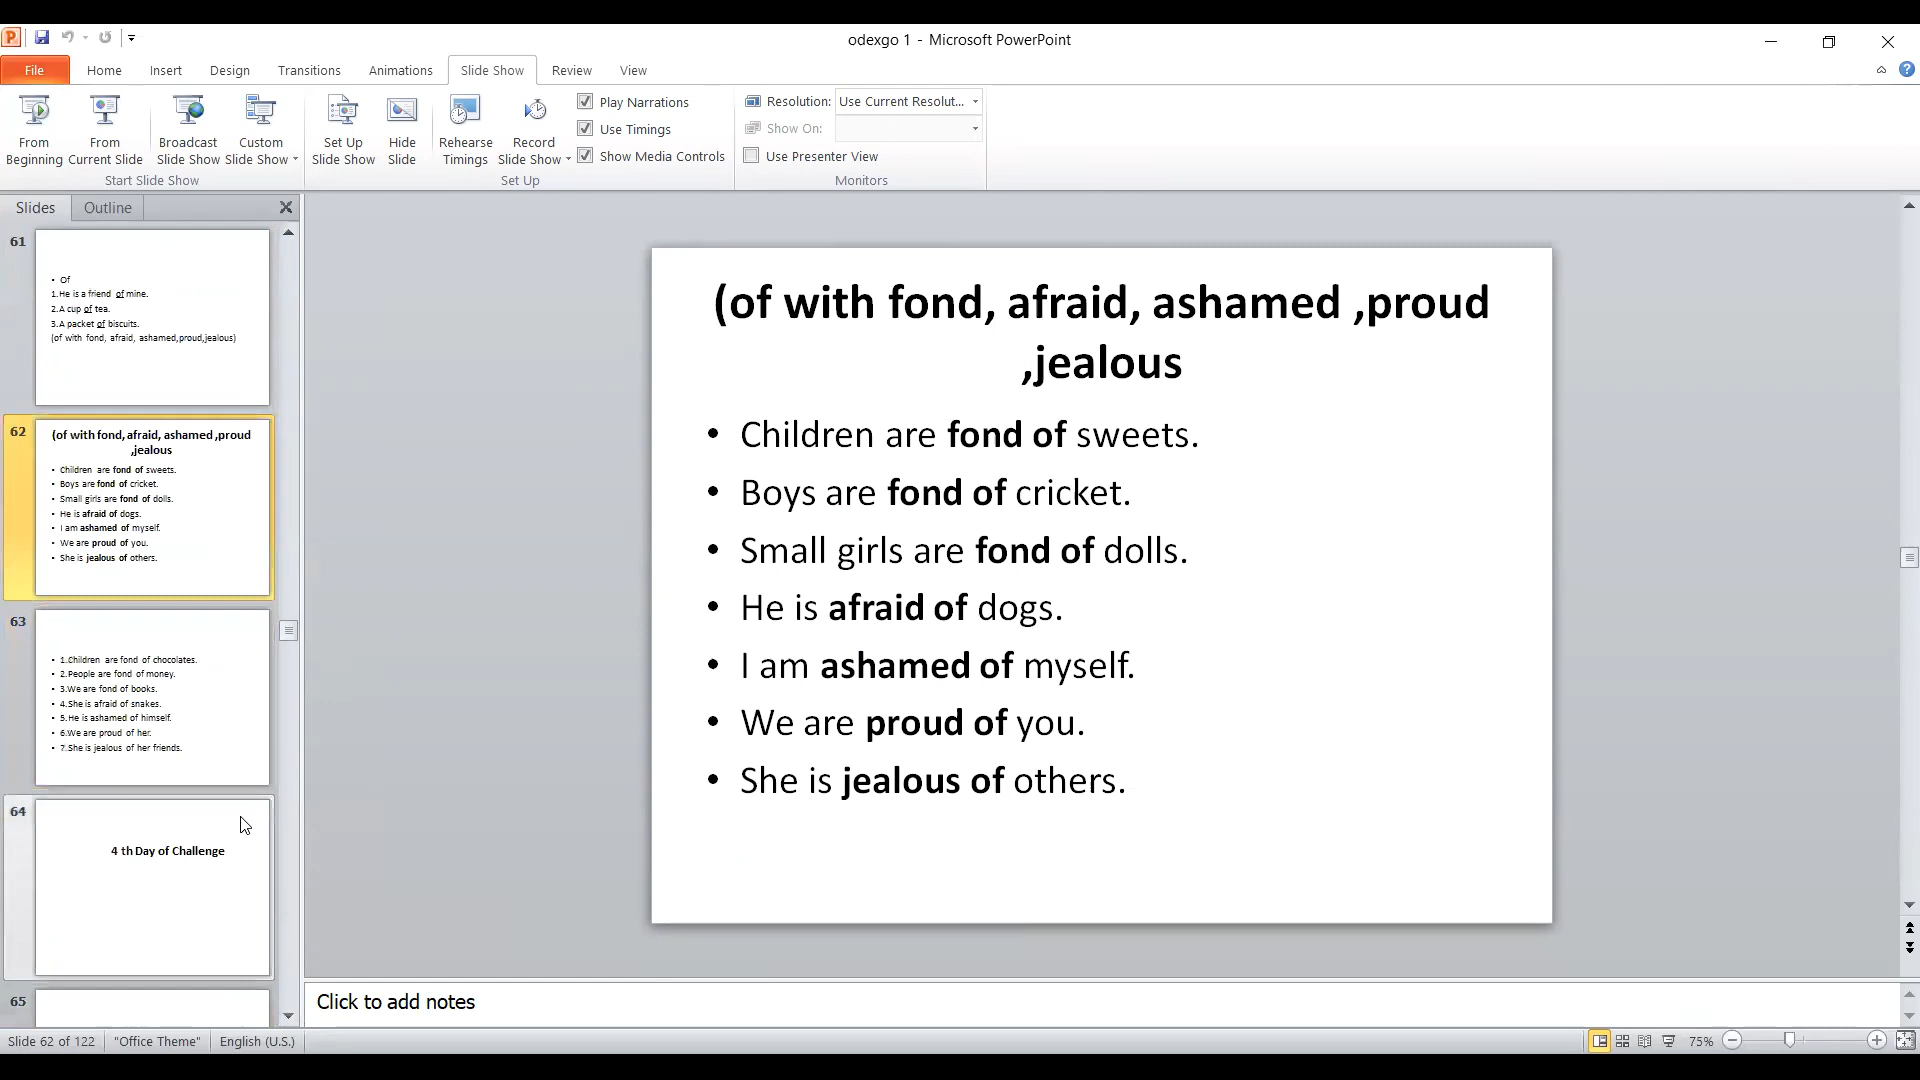 odexgo 1 - Microsoft PowerPoint
File Home Insert Design Transitions Animations Slide Show Review View
From Beginning
From Current Slide
Broadcast Slide Show
Custom Slide Show
Start Slide Show
Set Up Slide Show
Hide Slide
Rehearse Timings
Record Slide Show
Play Narrations
Use Timings
Show Media Controls
Set Up
Resolution: Use Current Resolut...
Show On:
Use Presenter View
Monitors
Slides Outline
61
• Of
1.He is a friend of mine.
2.A cup of tea.
3.A packet of biscuits.
(of with fond, afraid, ashamed,proud,jealous)
62
(of with fond, afraid, ashamed ,proud
,jealous
• Children are fond of sweets.
• Boys are fond of cricket.
• Small girls are fond of dolls.
• He is afraid of dogs.
• I am ashamed of myself.
• We are proud of you.
• She is jealous of others.
63
• 1.Children are fond of chocolates.
• 2.People are fond of money.
• 3.We are fond of books.
• 4.She is afraid of snakes.
• 5.He is ashamed of himself.
• 6.We are proud of her.
• 7.She is jealous of her friends.
64
4 th Day of Challenge
65
(of with fond, afraid, ashamed ,proud
,jealous
• Children are fond of sweets.
• Boys are fond of cricket.
• Small girls are fond of dolls.
• He is afraid of dogs.
• I am ashamed of myself.
• We are proud of you.
• She is jealous of others.
Click to add notes
Slide 62 of 122 "Office Theme" English (U.S.) 75%